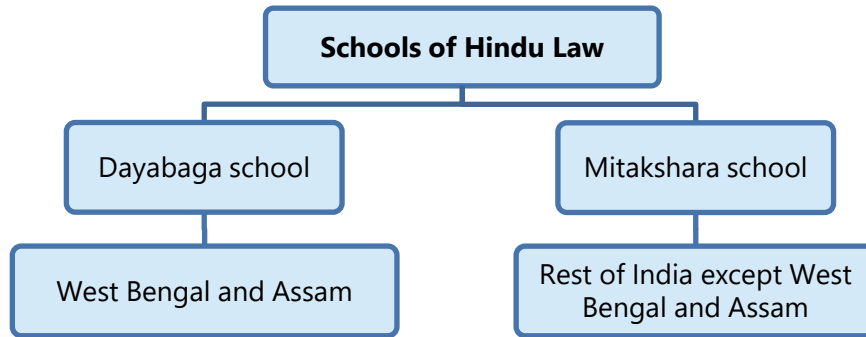 Schools of Hindu Law
Dayabaga school
Mitakshara school
West Bengal and Assam
Rest of India except West
Bengal and Assam